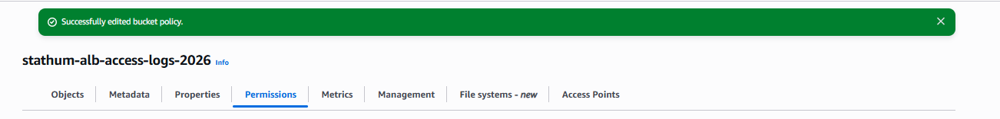 Successfully edited bucket policy.
stathum-alb-access-logs-2026 Info
Objects Metadata Properties Permissions Metrics Management File systems - new Access Points